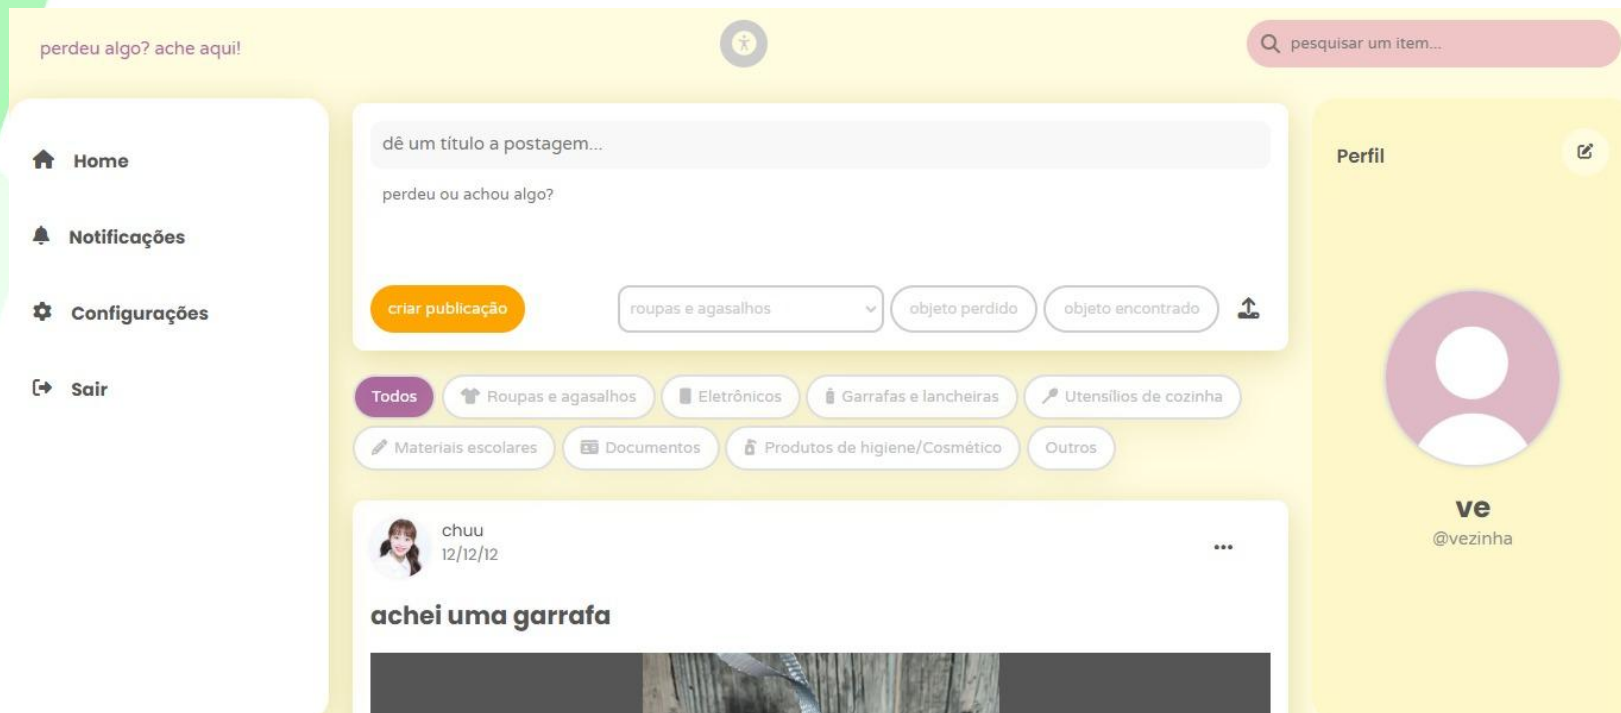 perdeu algo? ache aqui!
pesquisar um item...
Home
Notificações
Configurações
Sair
dê um título a postagem...
perdeu ou achou algo?
criar publicação
roupas e agasalhos
objeto perdido
objeto encontrado
Todos
Roupas e agasalhos
Eletrônicos
Garrafas e lancheiras
Utensílios de cozinha
Materiais escolares
Documentos
Produtos de higiene/Cosmético
Outros
chuu
12/12/12
achei uma garrafa
Perfil
ve
@vezinha